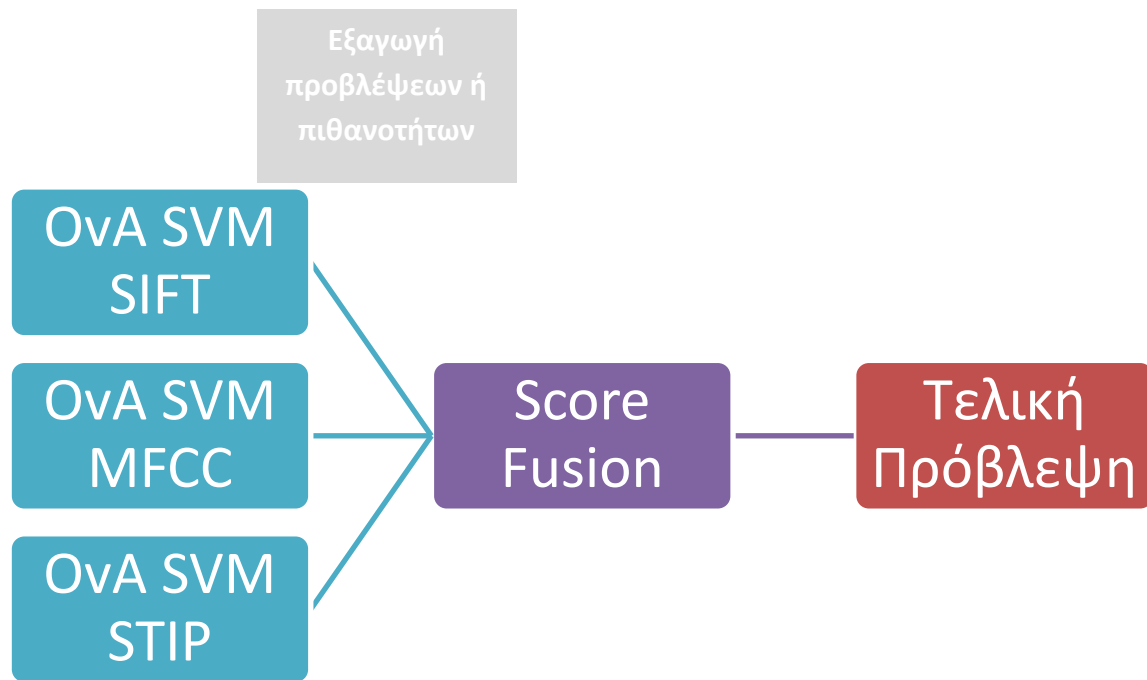 Εξαγωγή
προβλέψεων ή
πιθανοτήτων
OvA SVM
SIFT
OvA SVM
MFCC
OvA SVM
STIP
Score
Fusion
Τελική
Πρόβλεψη